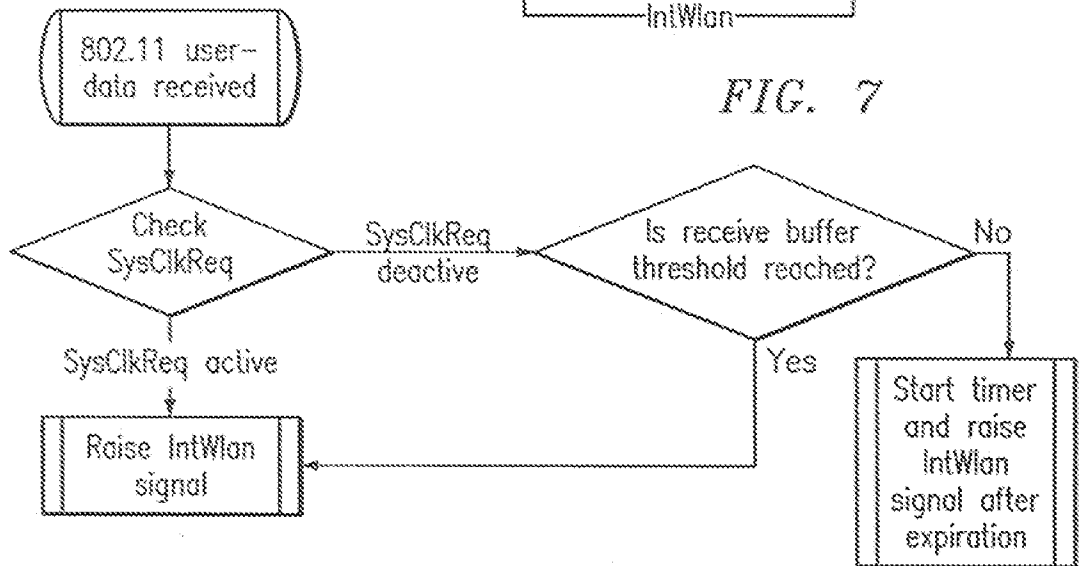 IntWlan
FIG. 7
802.11 user-
data received
Check
SysClkReq
SysClkReq
deactive
Is receive buffer
threshold reached?
No
SysClkReq active
Yes
Raise IntWlan
signal
Start timer
and raise
IntWlan
signal after
expiration